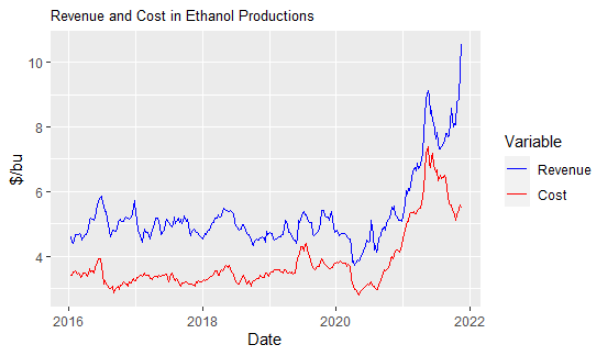 Revenue and Cost in Ethanol Productions
10
8
6
4
$/bu
2016
2018
2020
2022
Date
Variable
Revenue
Cost